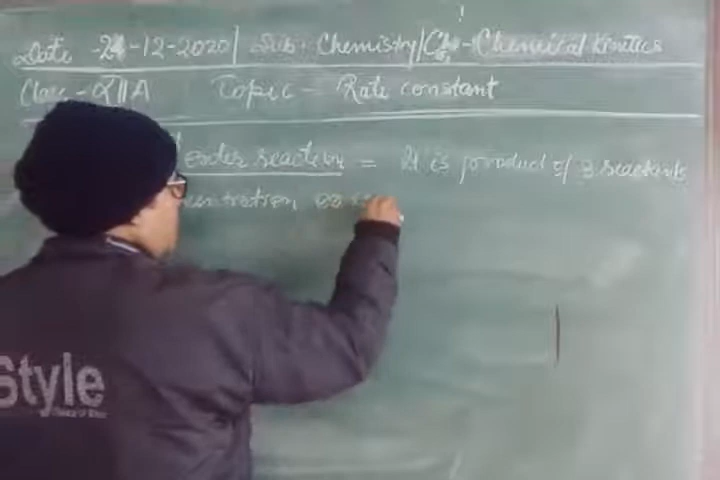 Date - 24-12-2020 | Sub: Chemistry | Ch - Chemical Kinetics
Class - XII A Topic - Rate constant
order reaction = It is product of 3 reactants
Style